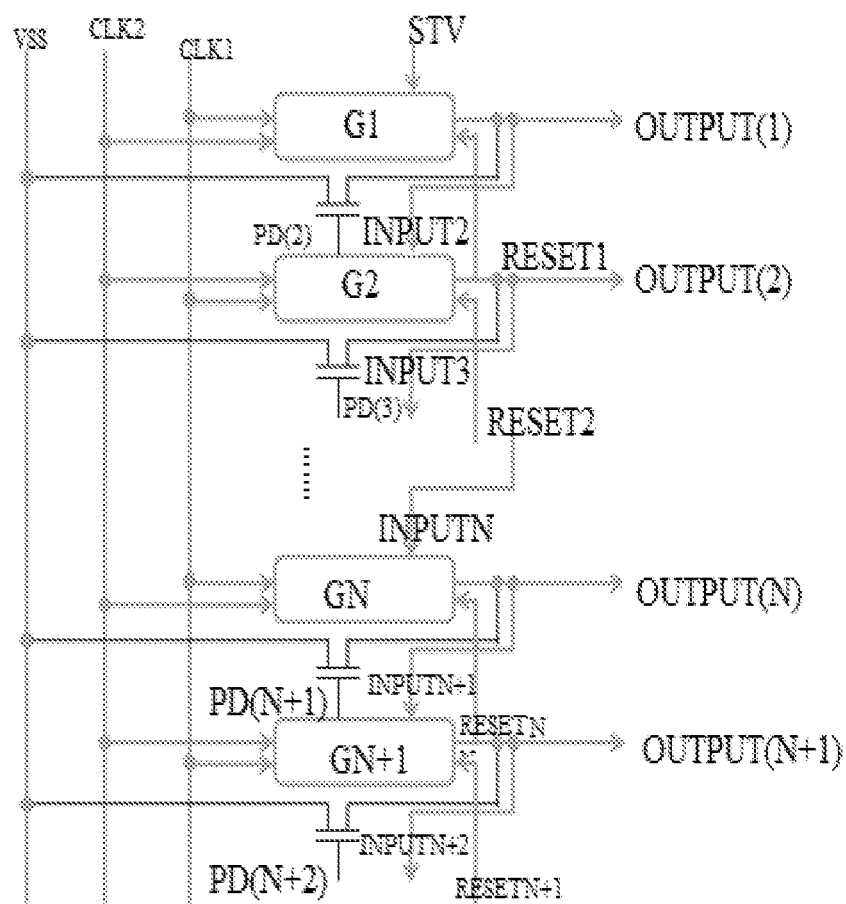 VSS
CLK2
CLK1
STV
G1
OUTPUT(1)
PD(2)
INPUT2
RESET1
G2
OUTPUT(2)
INPUT3
PD(3)
RESET2
INPUTN
GN
OUTPUT(N)
INPUTN+1
PD(N+1)
RESETN
GN+1
OUTPUT(N+1)
INPUTN+2
PD(N+2)
RESETN+1